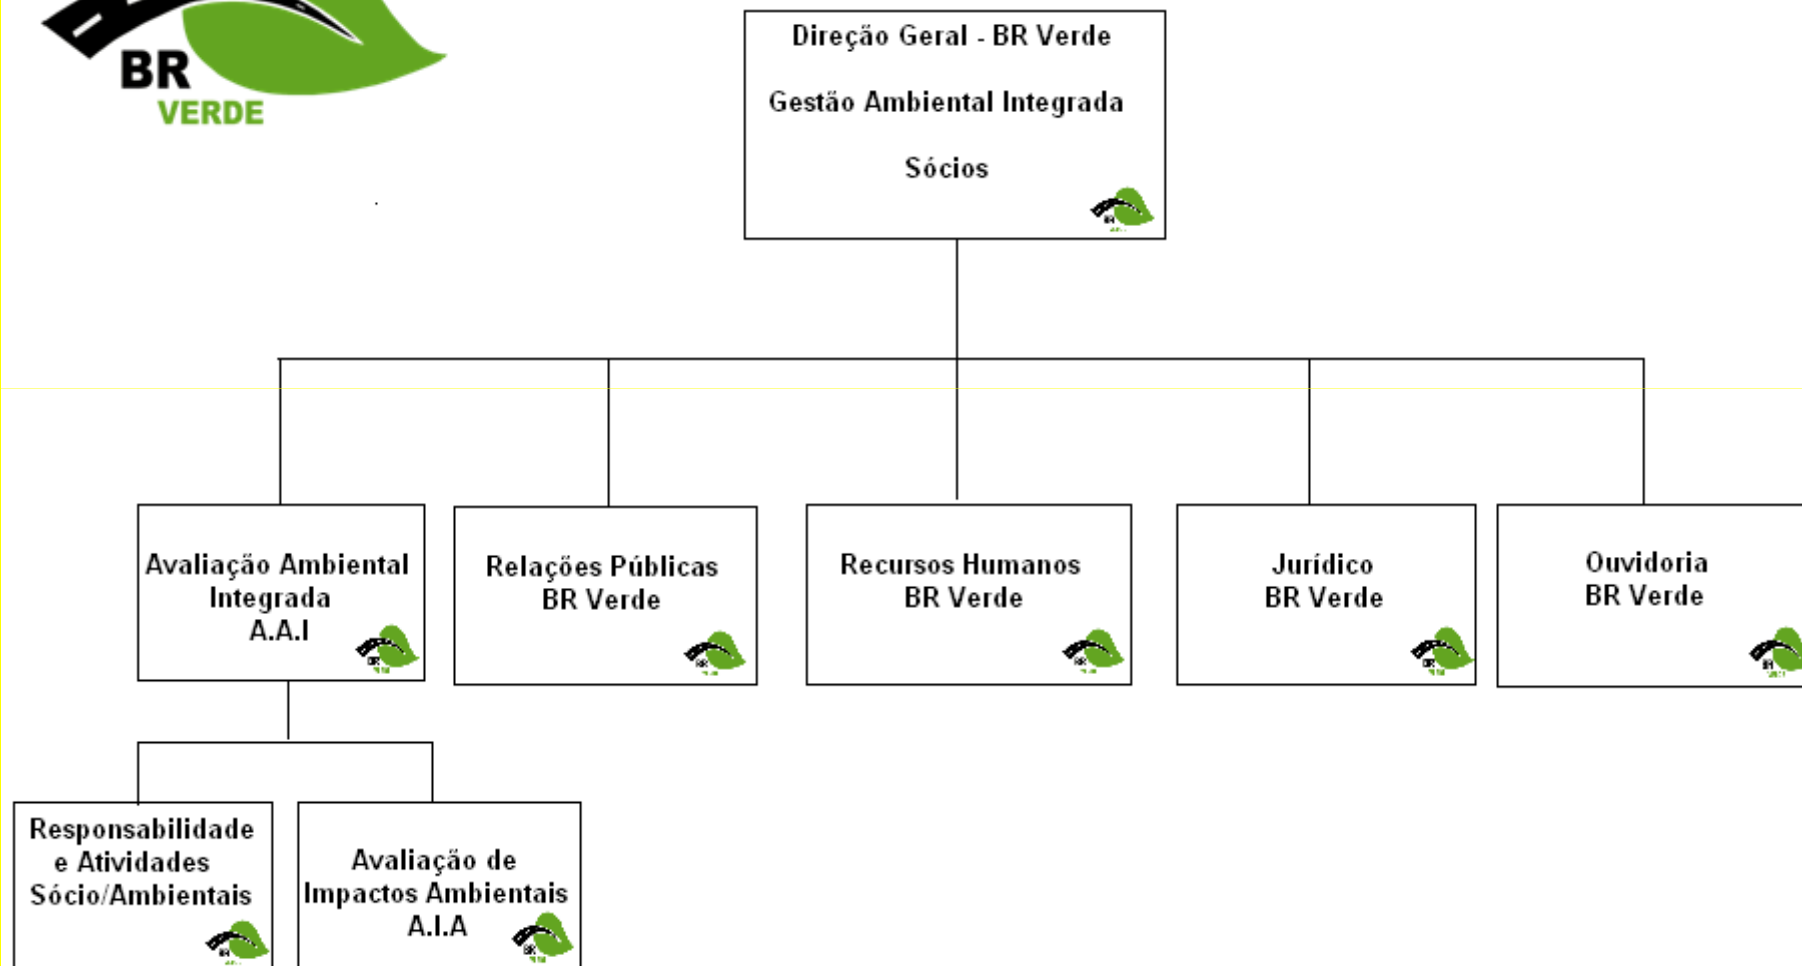 BR
VERDE
Direção Geral - BR Verde
Gestão Ambiental Integrada
Sócios
Avaliação Ambiental
Integrada
A.A.I
Relações Públicas
BR Verde
Recursos Humanos
BR Verde
Jurídico
BR Verde
Ouvidoria
BR Verde
Responsabilidade
e Atividades
Sócio/Ambientais
Avaliação de
Impactos Ambientais
A.I.A